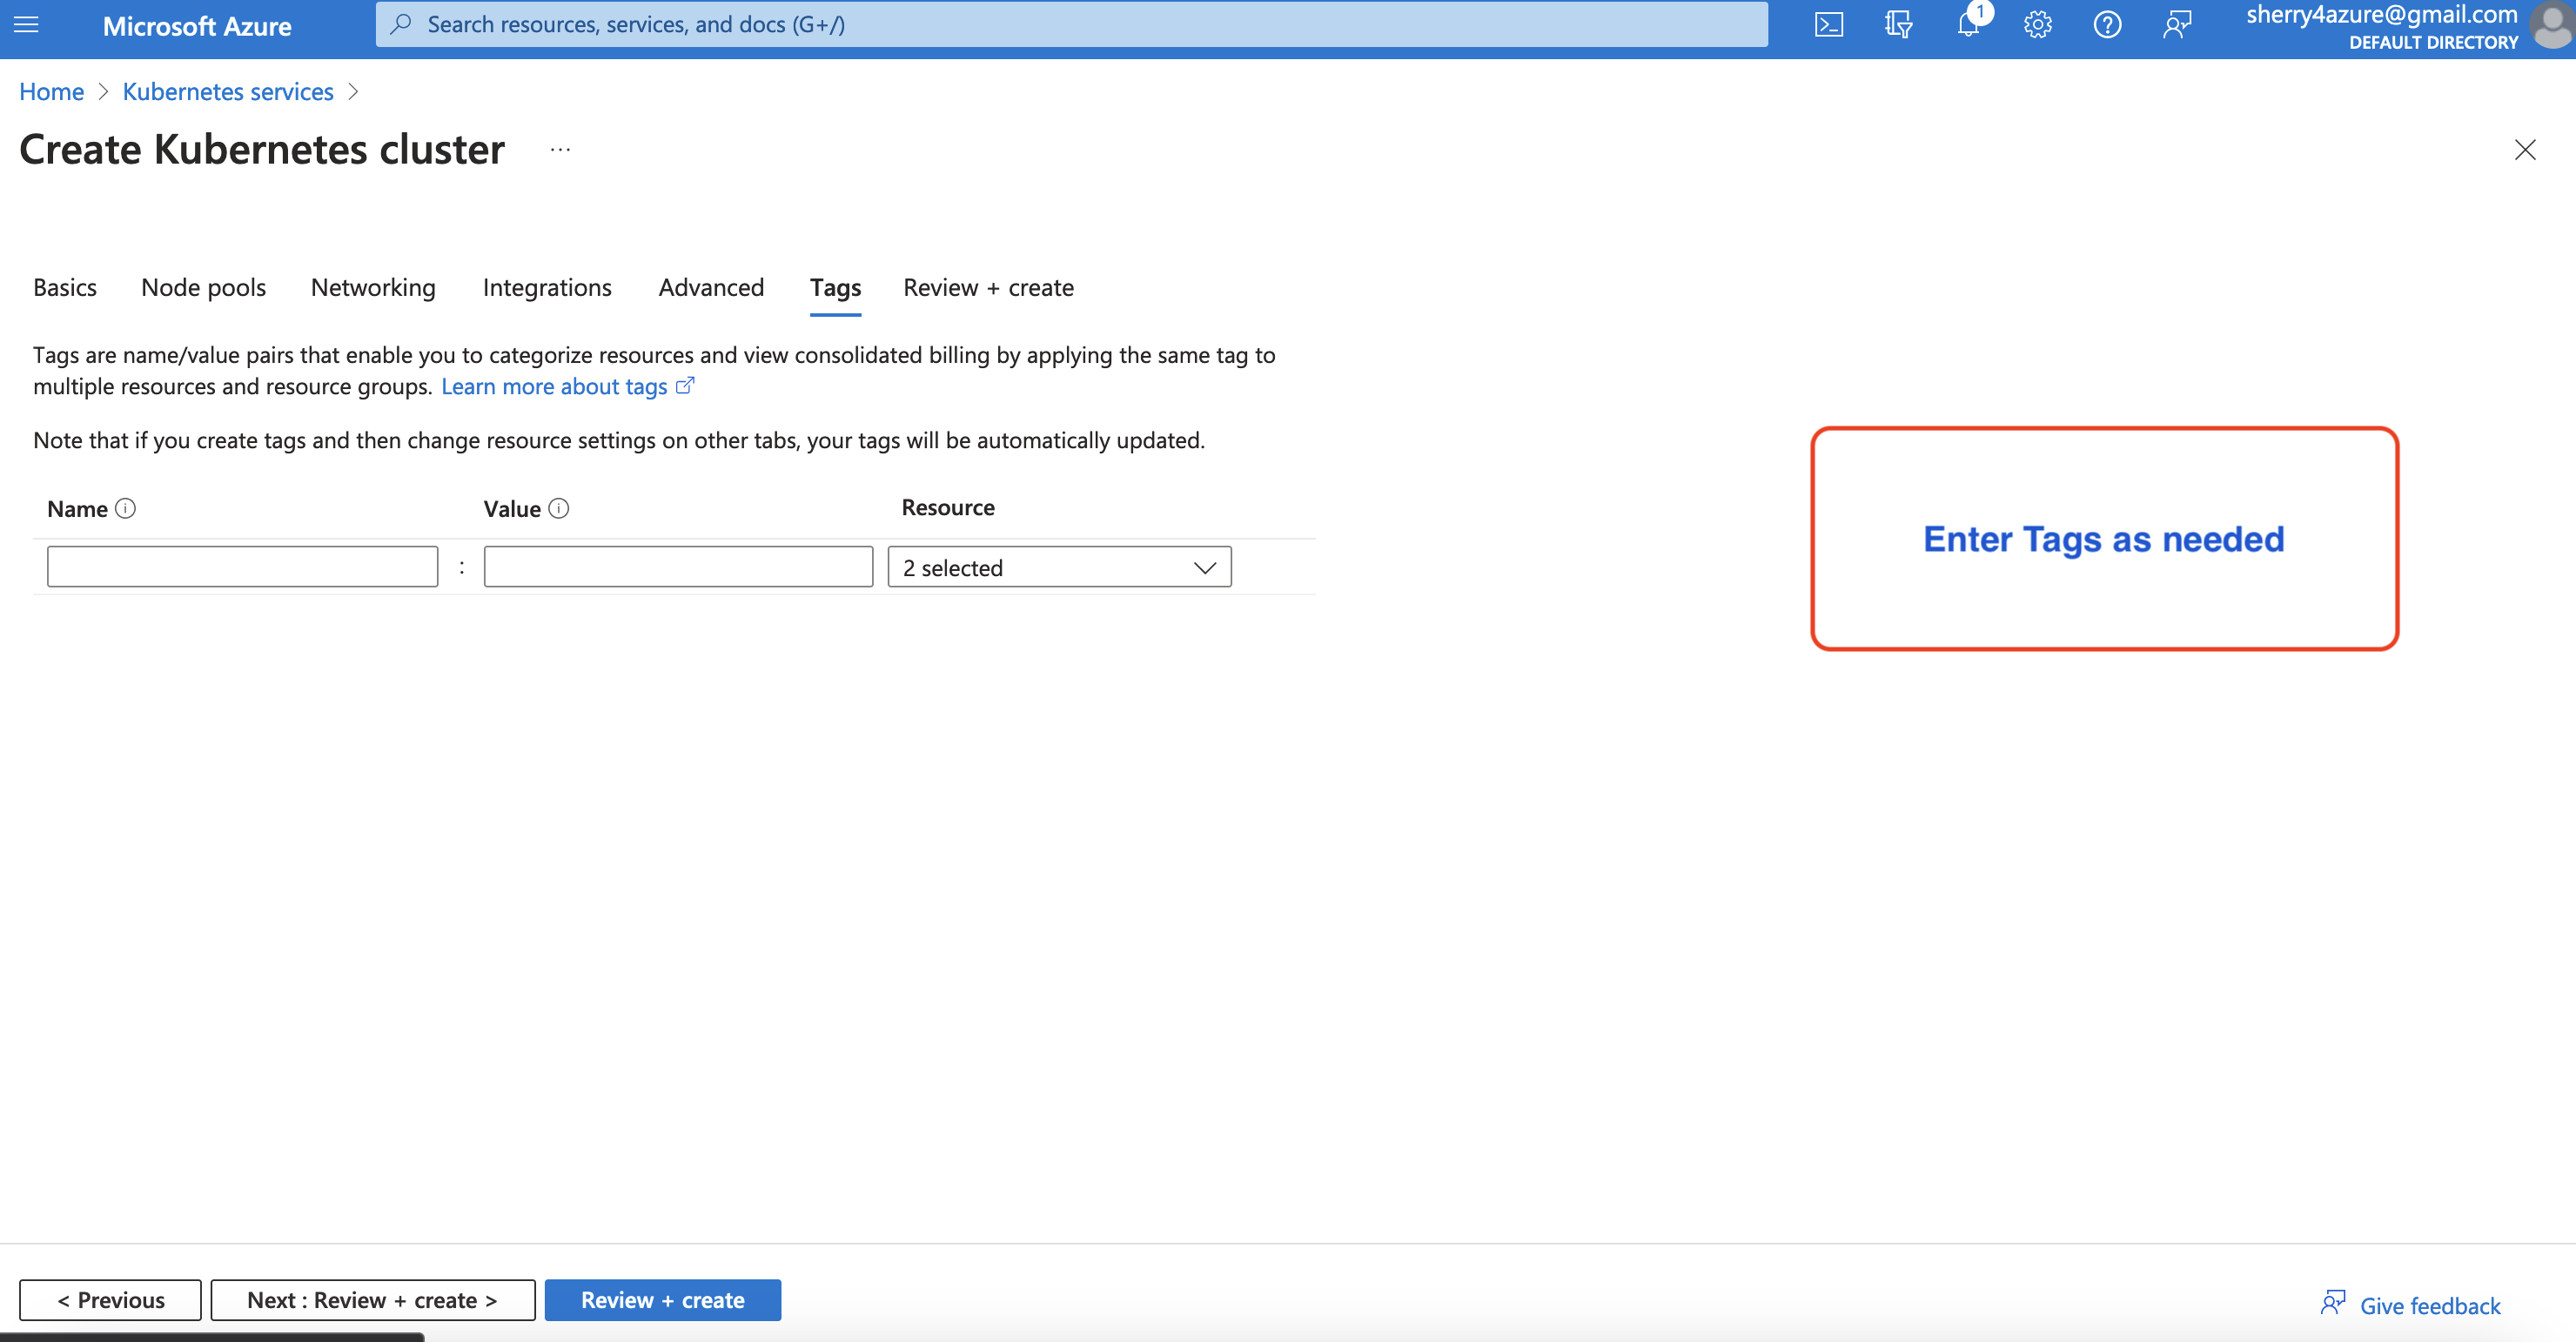 Microsoft Azure
Search resources, services, and docs (G+/)
1
sherry4azure@gmail.com
DEFAULT DIRECTORY
Home > Kubernetes services >
Create Kubernetes cluster ...
Basics Node pools Networking Integrations Advanced Tags Review + create
Tags are name/value pairs that enable you to categorize resources and view consolidated billing by applying the same tag to
multiple resources and resource groups. Learn more about tags
Note that if you create tags and then change resource settings on other tabs, your tags will be automatically updated.
Name Value Resource
: 2 selected
Enter Tags as needed
< Previous Next : Review + create > Review + create
Give feedback